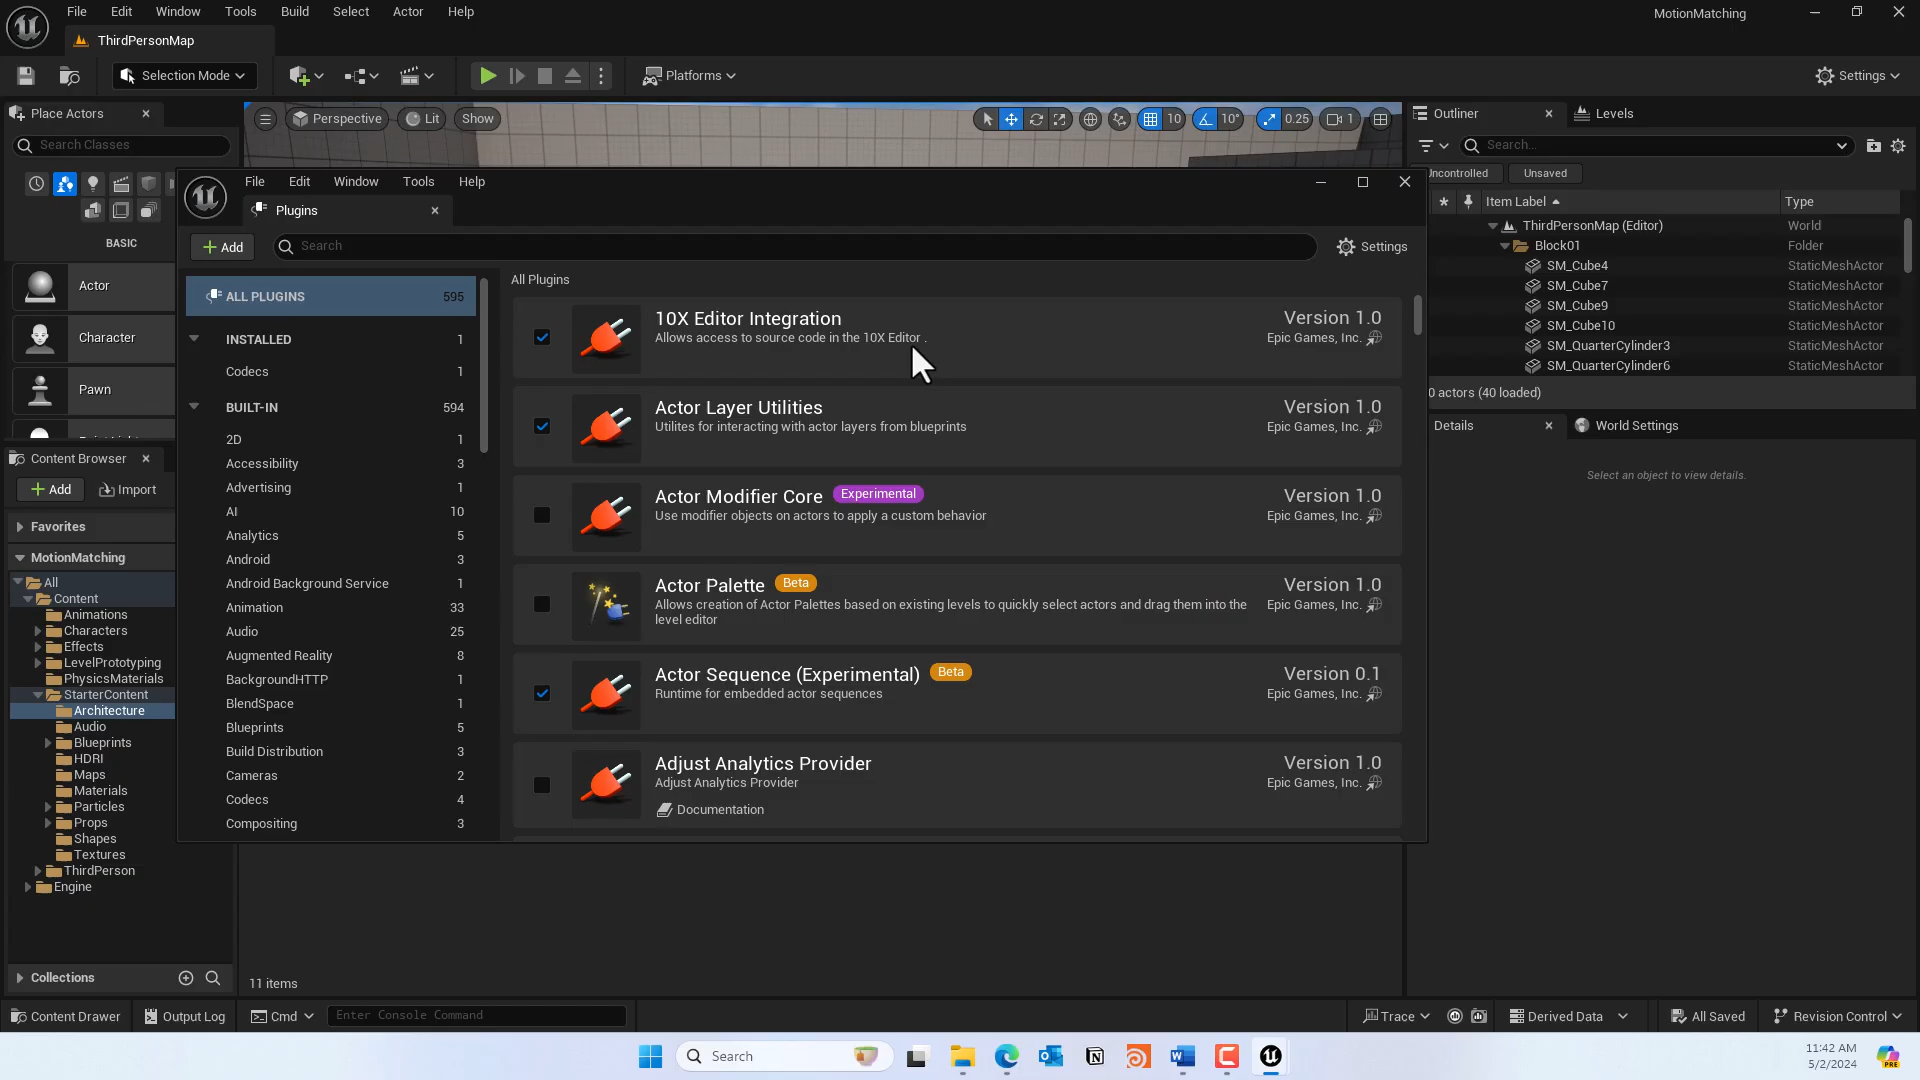 File Edit Window Tools Build Select Actor Help
MotionMatching
ThirdPersonMap
Selection Mode
Platforms
Settings
Place Actors
Search Classes
BASIC
Actor
Character
Pawn
Perspective Lit Show
10 10° 0.25 1
Outliner Levels
Search...
Uncontrolled Unsaved
Item Label Type
ThirdPersonMap (Editor) World
Block01 Folder
SM_Cube4 StaticMeshActor
SM_Cube7 StaticMeshActor
SM_Cube9 StaticMeshActor
SM_Cube10 StaticMeshActor
SM_QuarterCylinder3 StaticMeshActor
SM_QuarterCylinder6 StaticMeshActor
0 actors (40 loaded)
Details World Settings
Select an object to view details.
File Edit Window Tools Help
Plugins
Add
Search
Settings
ALL PLUGINS 595
INSTALLED 1
Codecs 1
BUILT-IN 594
2D 1
Accessibility 3
Advertising 1
AI 10
Analytics 5
Android 3
Android Background Service 1
Animation 33
Audio 25
Augmented Reality 8
BackgroundHTTP 1
BlendSpace 1
Blueprints 5
Build Distribution 3
Cameras 2
Codecs 4
Compositing 3
All Plugins
10X Editor Integration Version 1.0
Allows access to source code in the 10X Editor . Epic Games, Inc.
Actor Layer Utilities Version 1.0
Utilites for interacting with actor layers from blueprints Epic Games, Inc.
Actor Modifier Core Experimental Version 1.0
Use modifier objects on actors to apply a custom behavior Epic Games, Inc.
Actor Palette Beta Version 1.0
Allows creation of Actor Palettes based on existing levels to quickly select actors and drag them into the Epic Games, Inc.
level editor
Actor Sequence (Experimental) Beta Version 0.1
Runtime for embedded actor sequences Epic Games, Inc.
Adjust Analytics Provider Version 1.0
Adjust Analytics Provider Epic Games, Inc.
Documentation
Content Browser
Add Import
Favorites
MotionMatching
All
Content
Animations
Characters
Effects
LevelPrototyping
PhysicsMaterials
StarterContent
Architecture
Audio
Blueprints
HDRI
Maps
Materials
Particles
Props
Shapes
Textures
ThirdPerson
Engine
Collections
11 items
Content Drawer Output Log Cmd Enter Console Command
Trace Derived Data All Saved Revision Control
Search
11:42 AM
5/2/2024
PRE